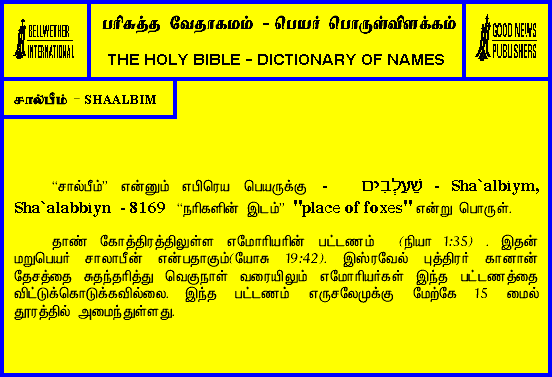 BELLWETHER
INTERNATIONAL
பரிசுத்த வேதாகமம் - பெயர் பொருள்விளக்கம்
THE HOLY BIBLE - DICTIONARY OF NAMES
GOOD NEWS
PUBLISHERS
சால்பீம் - SHAALBIM
“சால்பீம்” என்னும் எபிரெய பெயருக்கு - שַׁעַלְבִים - Sha`albiym,
Sha`alabbiyn - 8169 “நரிகளின் இடம்” "place of foxes" என்று பொருள்.
தாண் கோத்திரத்திலுள்ள எமோரியரின் பட்டணம் (நியா 1:35) . இதன்
மறுபெயர் சாலாபீன் என்பதாகும்(யோசு 19:42). இஸ்ரவேல் புத்திரர் கானான்
தேசத்தை சுதந்தரித்து வெகுநாள் வரையிலும் எமோரியர்கள் இந்த பட்டணத்தை
விட்டுக்கொடுக்கவில்லை. இந்த பட்டணம் எருசலேமுக்கு மேற்கே 15 மைல்
தூரத்தில் அமைந்துள்ளது.